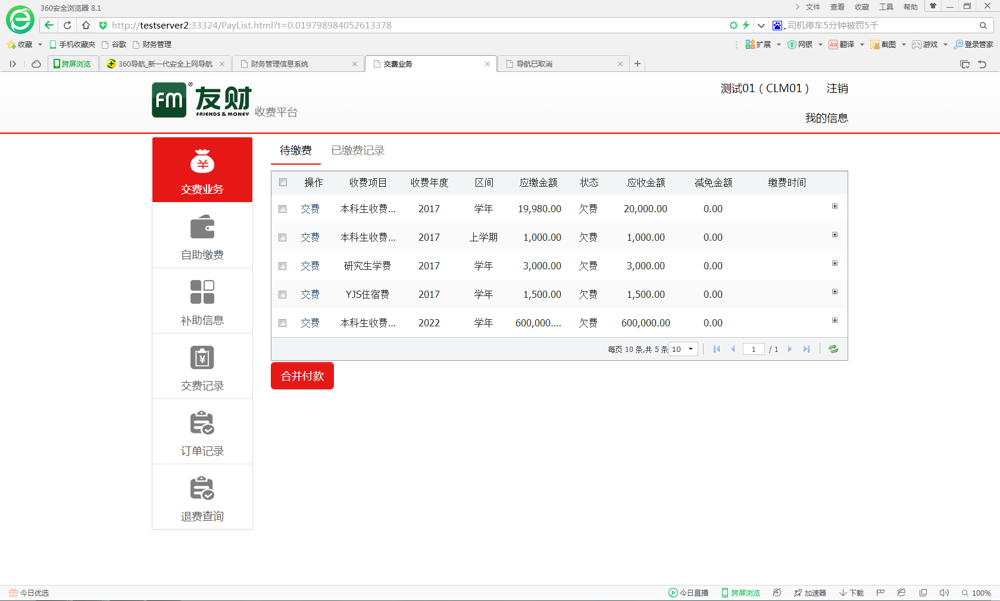 360安全浏览器 8.1
文件 查看 收藏 工具 帮助
http://testserver2:33324/PayList.html?t=0.019798984052613378
司机停车5分钟被罚5千
收藏 手机收藏夹 谷歌 财务管理
扩展 网银 Aa 翻译 截图 游戏 登录管家
跨屏浏览 360导航_新一代安全上网导航 财务管理信息系统 交费业务 导航已取消
fm® 友财 FRIENDS & MONEY 收费平台
测试01（CLM01） 注销
我的信息
交费业务
自助缴费
补助信息
交费记录
订单记录
退费查询
待缴费 已缴费记录
操作 收费项目 收费年度 区间 应缴金额 状态 应收金额 减免金额 缴费时间
交费 本科生收费... 2017 学年 19,980.00 欠费 20,000.00 0.00
交费 本科生收费... 2017 上学期 1,000.00 欠费 1,000.00 0.00
交费 研究生学费 2017 学年 3,000.00 欠费 3,000.00 0.00
交费 YJS住宿费 2017 学年 1,500.00 欠费 1,500.00 0.00
交费 本科生收费... 2022 学年 600,000.... 欠费 600,000.00 0.00
每页 10 条,共 5 条 10 1 / 1
合并付款
今日优选
今日直播 跨屏浏览 加速器 下载 100%